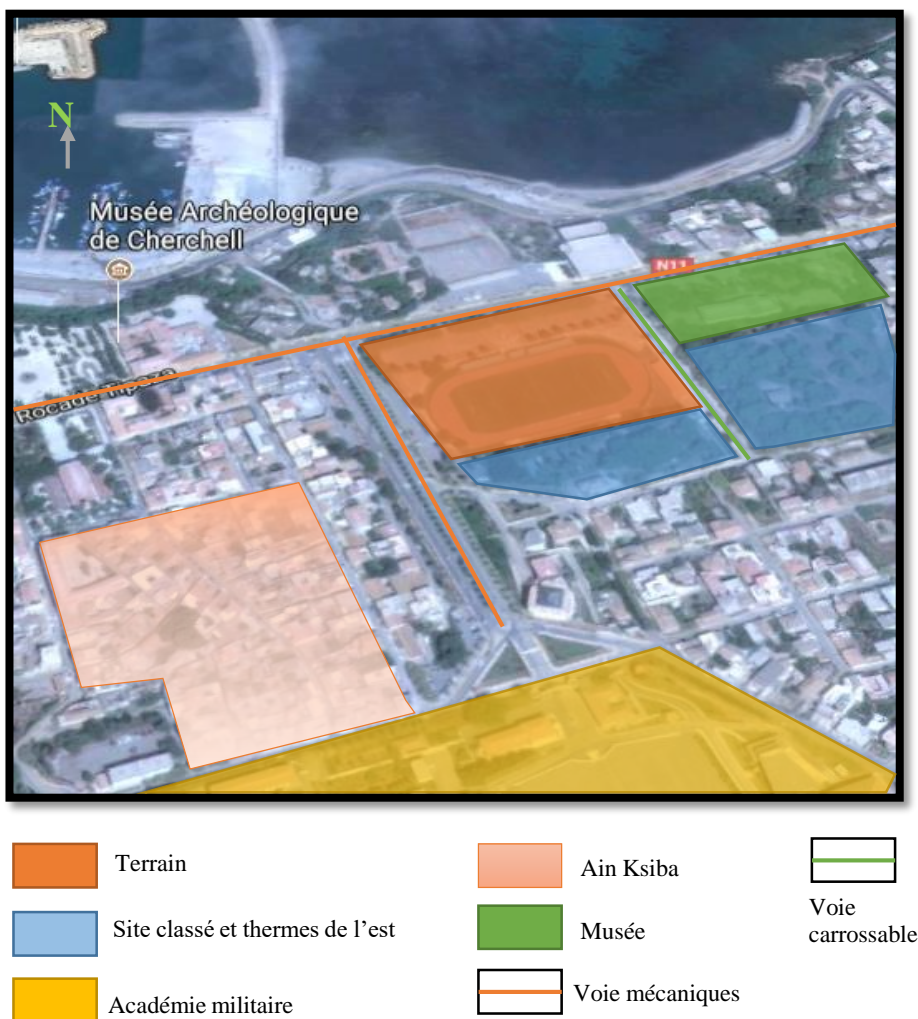 N
Musée Archéologique
de Cherchell
N11
Rocade Tipaza
Terrain
Ain Ksiba
Voie
carrossable
Site classé et thermes de l’est
Musée
Académie militaire
Voie mécaniques